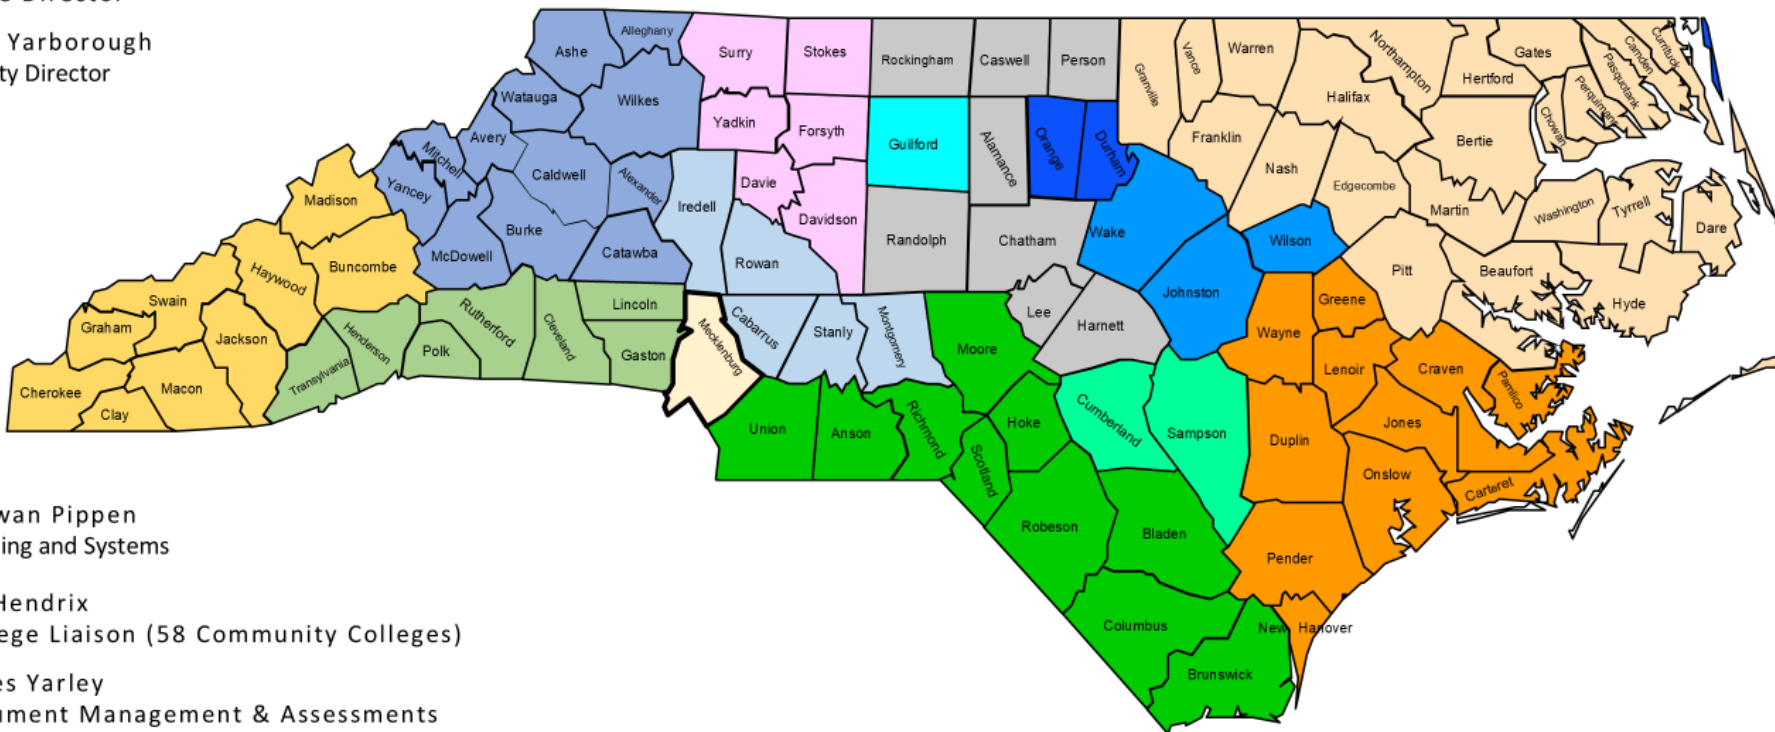 Yarborough
ty Director
wan Pippen
ing and Systems
Hendrix
ege Liaison (58 Community Colleges)
es Yarley
ument Management & Assessments
Ashe
Alleghany
Surry
Stokes
Rockingham
Caswell
Person
Granville
Vance
Warren
Northampton
Gates
Hertford
Camden
Currituck
Pasquotank
Perquimans
Chowan
Watauga
Wilkes
Yadkin
Forsyth
Guilford
Alamance
Orange
Durham
Franklin
Halifax
Bertie
Nash
Edgecombe
Martin
Washington
Tyrrell
Dare
Avery
Mitchell
Yancey
Caldwell
Alexander
Iredell
Davie
Davidson
Madison
Burke
McDowell
Catawba
Rowan
Randolph
Chatham
Wake
Wilson
Johnston
Pitt
Beaufort
Hyde
Buncombe
Haywood
Swain
Graham
Jackson
Cherokee
Clay
Macon
Transylvania
Henderson
Polk
Rutherford
Cleveland
Lincoln
Gaston
Mecklenburg
Cabarrus
Stanly
Montgomery
Moore
Lee
Harnett
Wayne
Greene
Lenoir
Craven
Pamlico
Jones
Carteret
Onslow
Duplin
Sampson
Cumberland
Hoke
Scotland
Richmond
Anson
Union
Robeson
Bladen
Pender
New Hanover
Columbus
Brunswick